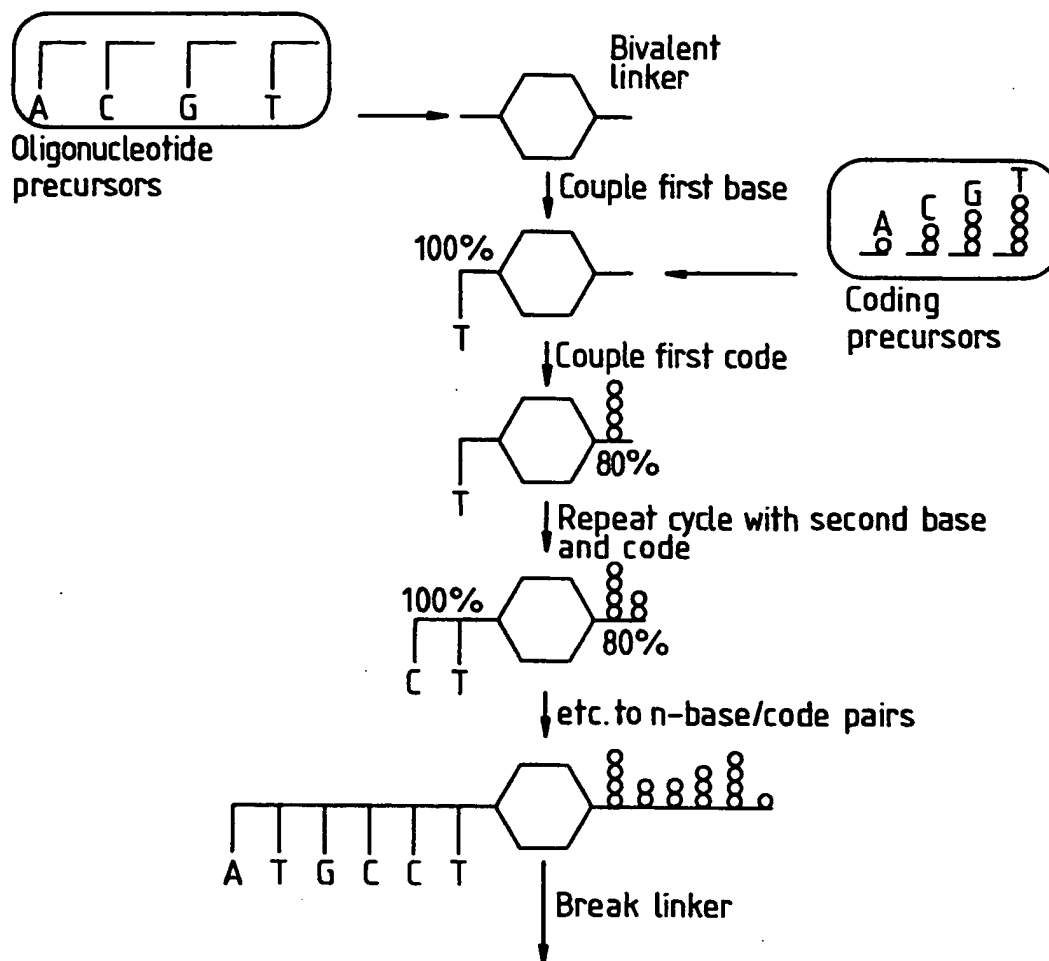 A C G T
Oligonucleotide
precursors
Bivalent
linker
Couple first base
A C G T
Coding
precursors
100%
T
Couple first code
80%
T
Repeat cycle with second base
and code
100%
80%
C T
etc. to n-base/code pairs
A T G C C T
Break linker